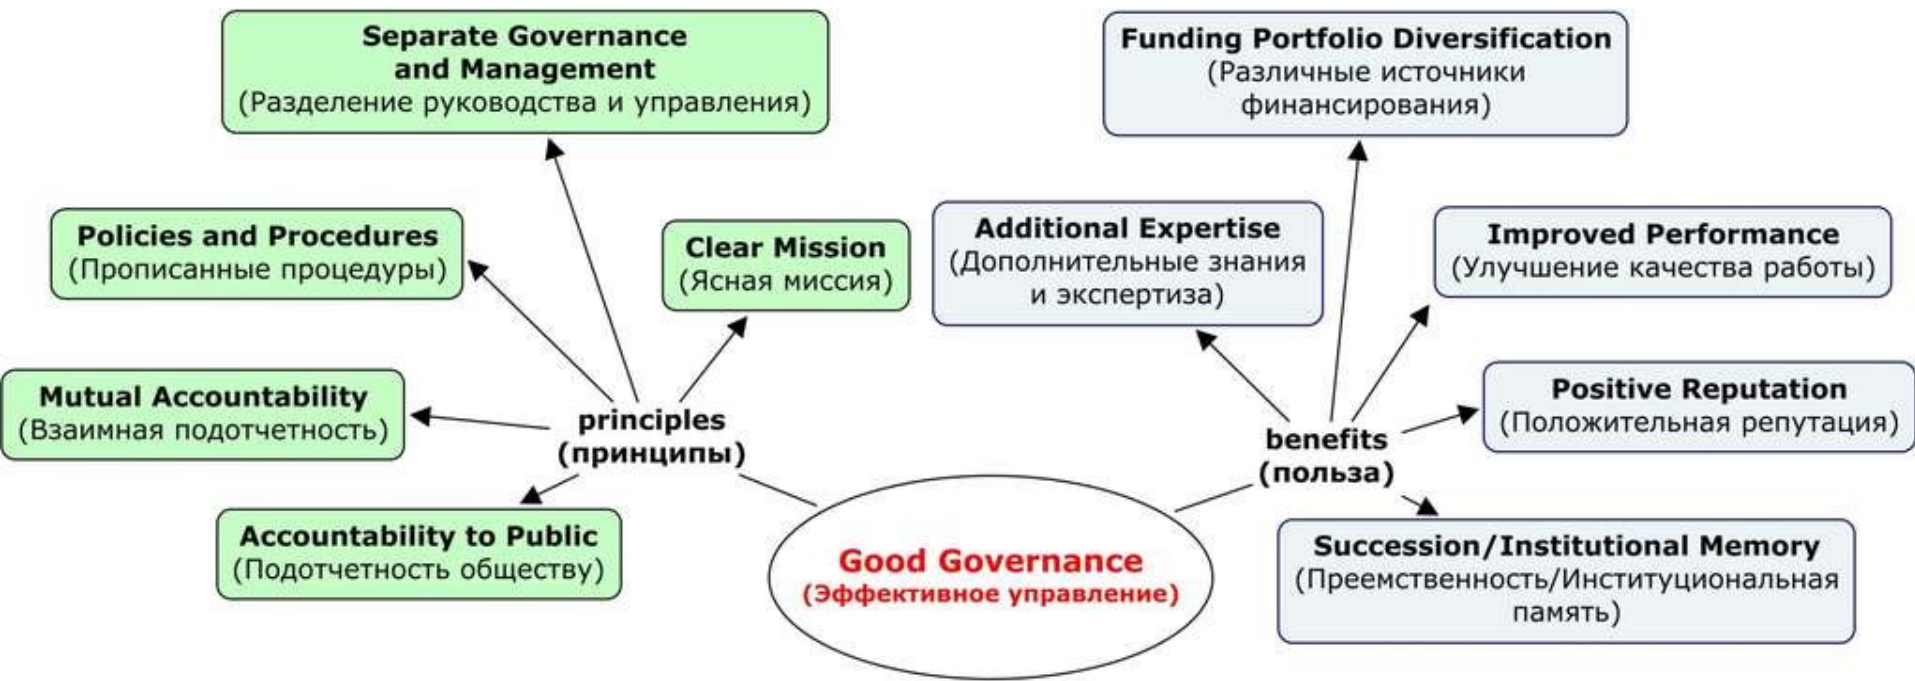 Separate Governance
and Management
(Разделение руководства и управления)
Policies and Procedures
(Прописанные процедуры)
Clear Mission
(Ясная миссия)
Mutual Accountability
(Взаимная подотчетность)
principles
(принципы)
Accountability to Public
(Подотчетность обществу)
Good Governance
(Эффективное управление)
Funding Portfolio Diversification
(Различные источники
финансирования)
Additional Expertise
(Дополнительные знания
и экспертиза)
Improved Performance
(Улучшение качества работы)
Positive Reputation
(Положительная репутация)
benefits
(польза)
Succession/Institutional Memory
(Преемственность/Институциональная
память)